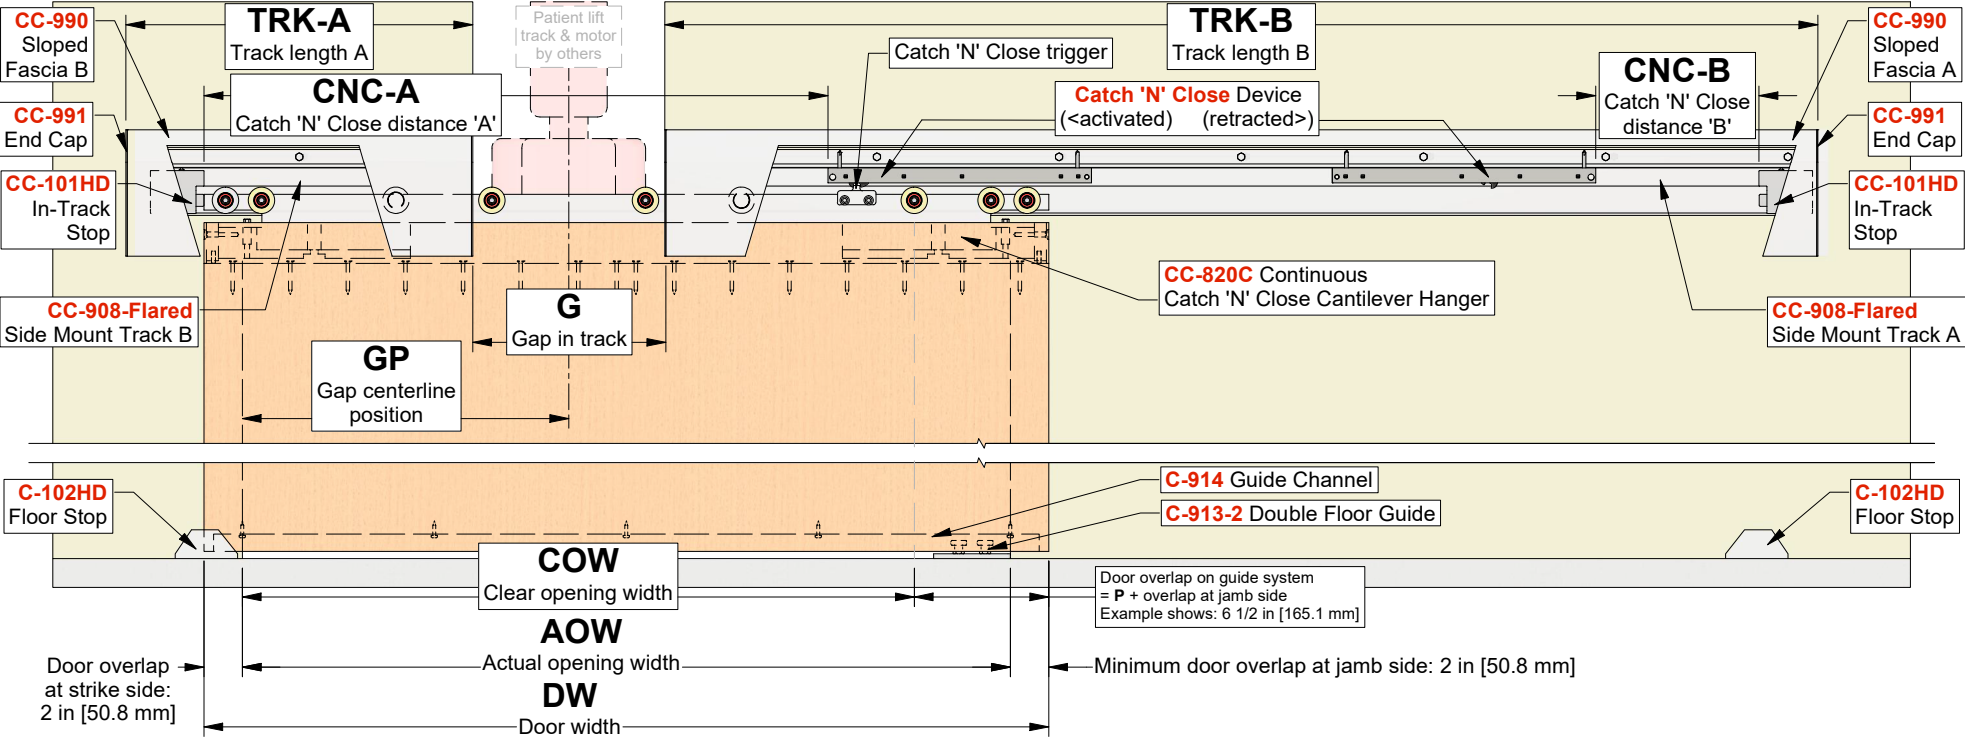 CC-990
Sloped
Fascia B
TRK-A
Track length A
Patient lift
track & motor
by others
TRK-B
Track length B
CC-990
Sloped
Fascia A
Catch 'N' Close trigger
CNC-A
Catch 'N' Close distance 'A'
Catch 'N' Close Device
(<activated) (retracted>)
CNC-B
Catch 'N' Close
distance 'B'
CC-991
End Cap
CC-991
End Cap
CC-101HD
In-Track
Stop
CC-101HD
In-Track
Stop
CC-820C Continuous
Catch 'N' Close Cantilever Hanger
CC-908-Flared
Side Mount Track B
G
Gap in track
CC-908-Flared
Side Mount Track A
GP
Gap centerline
position
C-914 Guide Channel
C-913-2 Double Floor Guide
C-102HD
Floor Stop
C-102HD
Floor Stop
COW
Clear opening width
Door overlap on guide system
= P + overlap at jamb side
Example shows: 6 1/2 in [165.1 mm]
AOW
Actual opening width
Door overlap
at strike side:
2 in [50.8 mm]
Minimum door overlap at jamb side: 2 in [50.8 mm]
DW
Door width